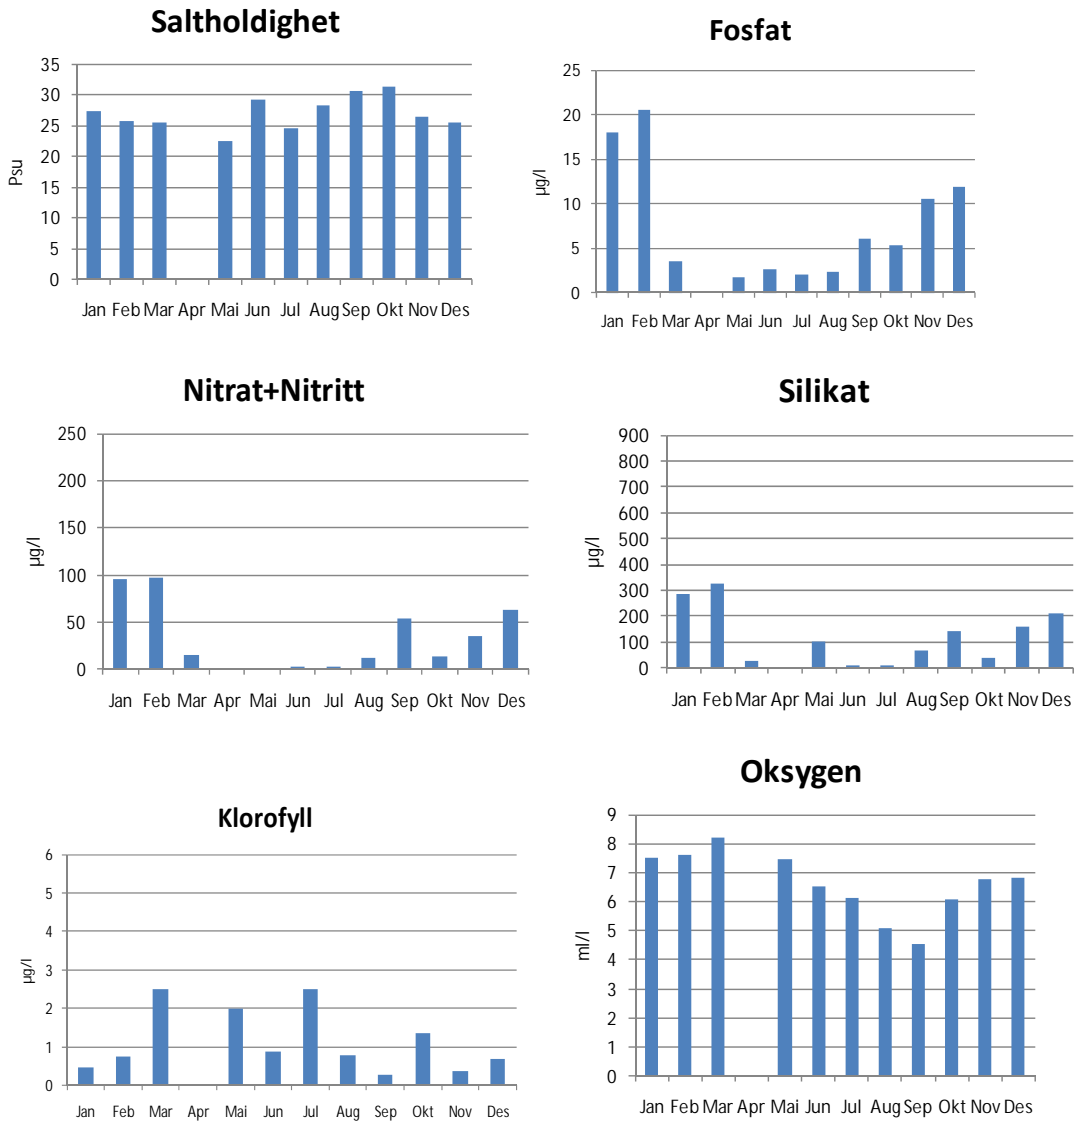 Saltholdighet
35
30
25
20
15
10
5
0
Psu
Jan Feb Mar Apr Mai Jun Jul Aug Sep Okt Nov Des
Fosfat
25
20
15
10
5
0
µg/l
Jan Feb Mar Apr Mai Jun Jul Aug Sep Okt Nov Des
Nitrat+Nitritt
250
200
150
100
50
0
µg/l
Jan Feb Mar Apr Mai Jun Jul Aug Sep Okt Nov Des
Silikat
900
800
700
600
500
400
300
200
100
0
µg/l
Jan Feb Mar Apr Mai Jun Jul Aug Sep Okt Nov Des
Klorofyll
6
5
4
3
2
1
0
µg/l
Jan Feb Mar Apr Mai Jun Jul Aug Sep Okt Nov Des
Oksygen
9
8
7
6
5
4
3
2
1
0
ml/l
Jan Feb Mar Apr Mai Jun Jul Aug Sep Okt Nov Des